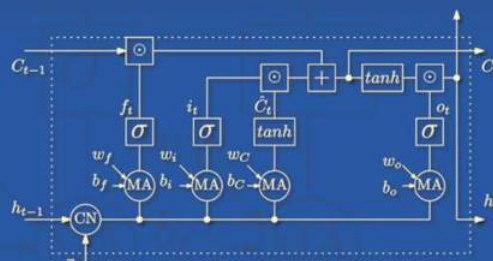 ⊙
C_{t-1}
⊙ + tanh ⊙
C
f_t i_t Ĉ_t o_t
σ σ tanh σ
w_f w_i w_C w_o
b_f MA b_i MA b_C MA b_o MA
h_{t-1} CN
h